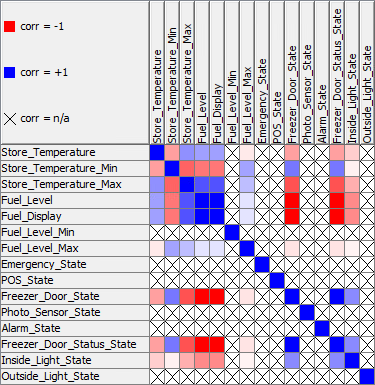 corr = -1
corr = +1
corr = n/a
Store_Temperature
Store_Temperature_Min
Store_Temperature_Max
Fuel_Level
Fuel_Display
Fuel_Level_Min
Fuel_Level_Max
Emergency_State
POS_State
Freezer_Door_State
Photo_Sensor_State
Alarm_State
Freezer_Door_Status_State
Inside_Light_State
Outside_Light_State
Store_Temperature
Store_Temperature_Min
Store_Temperature_Max
Fuel_Level
Fuel_Display
Fuel_Level_Min
Fuel_Level_Max
Emergency_State
POS_State
Freezer_Door_State
Photo_Sensor_State
Alarm_State
Freezer_Door_Status_State
Inside_Light_State
Outside_Light_State